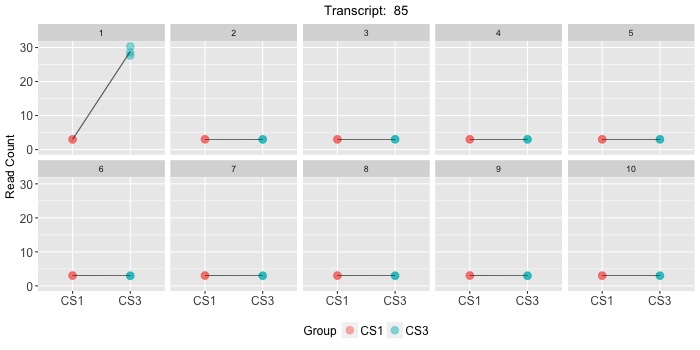 Transcript: 85
1 2 3 4 5
30
20
10
0
Read Count
6 7 8 9 10
30
20
10
0
CS1 CS3 CS1 CS3 CS1 CS3 CS1 CS3 CS1 CS3
Group CS1 CS3